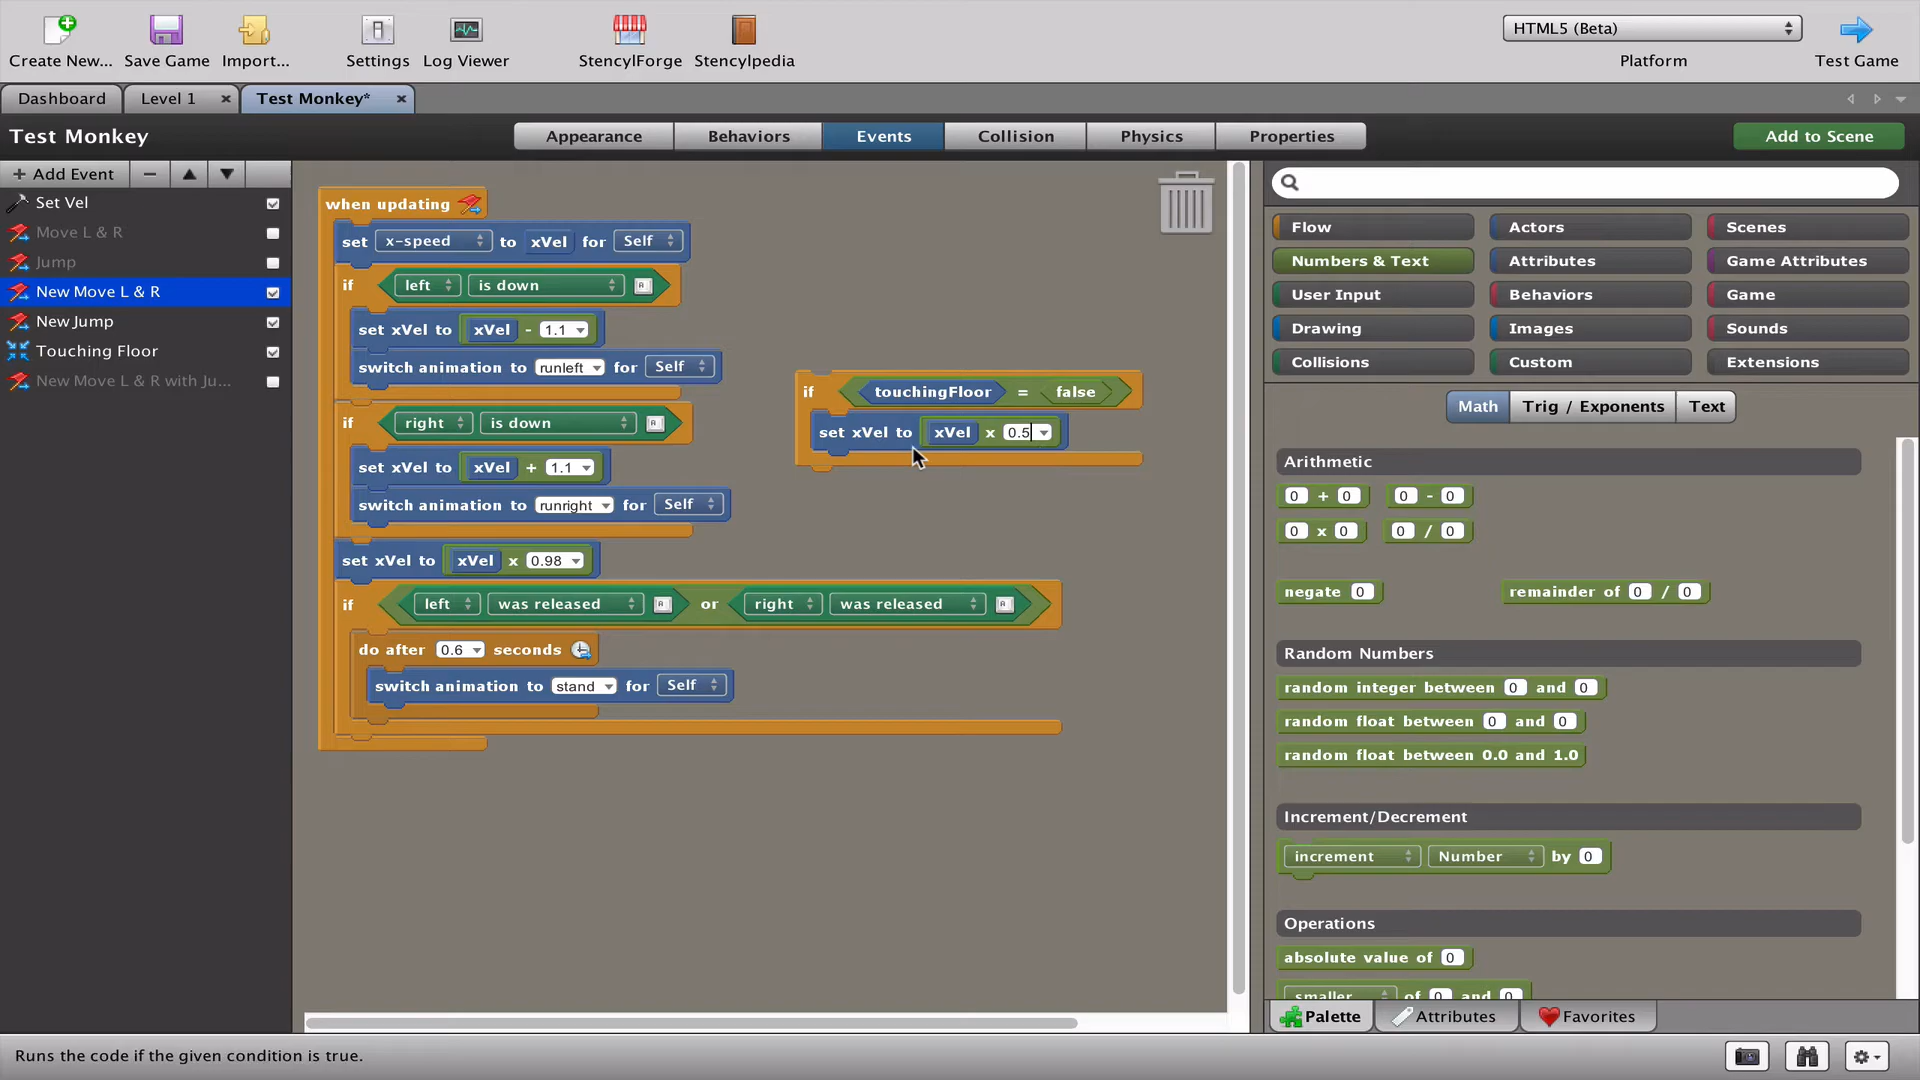 Create New...
Save Game
Import...
Settings
Log Viewer
StencylForge
Stencylpedia
HTML5 (Beta)
Platform
Test Game
Dashboard
Level 1
Test Monkey*
Test Monkey
Appearance
Behaviors
Events
Collision
Physics
Properties
Add to Scene
+ Add Event
Set Vel
Move L & R
Jump
New Move L & R
New Jump
Touching Floor
New Move L & R with Ju...
when updating
set x-speed to xVel for Self
if left is down
set xVel to xVel - 1.1
switch animation to runleft for Self
if right is down
set xVel to xVel + 1.1
switch animation to runright for Self
set xVel to xVel x 0.98
if left was released or right was released
do after 0.6 seconds
switch animation to stand for Self
if touchingFloor = false
set xVel to xVel x 0.5
Flow
Actors
Scenes
Numbers & Text
Attributes
Game Attributes
User Input
Behaviors
Game
Drawing
Images
Sounds
Collisions
Custom
Extensions
Math
Trig / Exponents
Text
Arithmetic
0 + 0
0 - 0
0 x 0
0 / 0
negate 0
remainder of 0 / 0
Random Numbers
random integer between 0 and 0
random float between 0 and 0
random float between 0.0 and 1.0
Increment/Decrement
increment Number by 0
Operations
absolute value of 0
smaller of 0 and 0
Palette
Attributes
Favorites
Runs the code if the given condition is true.